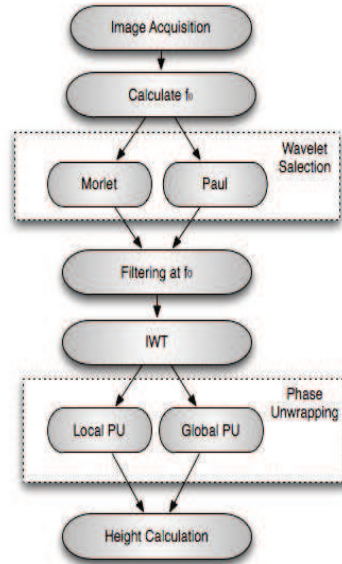 Image Acquisition
Calculate f₀
Wavelet
Salection
Morlet
Paul
Filtering at f₀
IWT
Phase
Unwrapping
Local PU
Global PU
Height Calculation